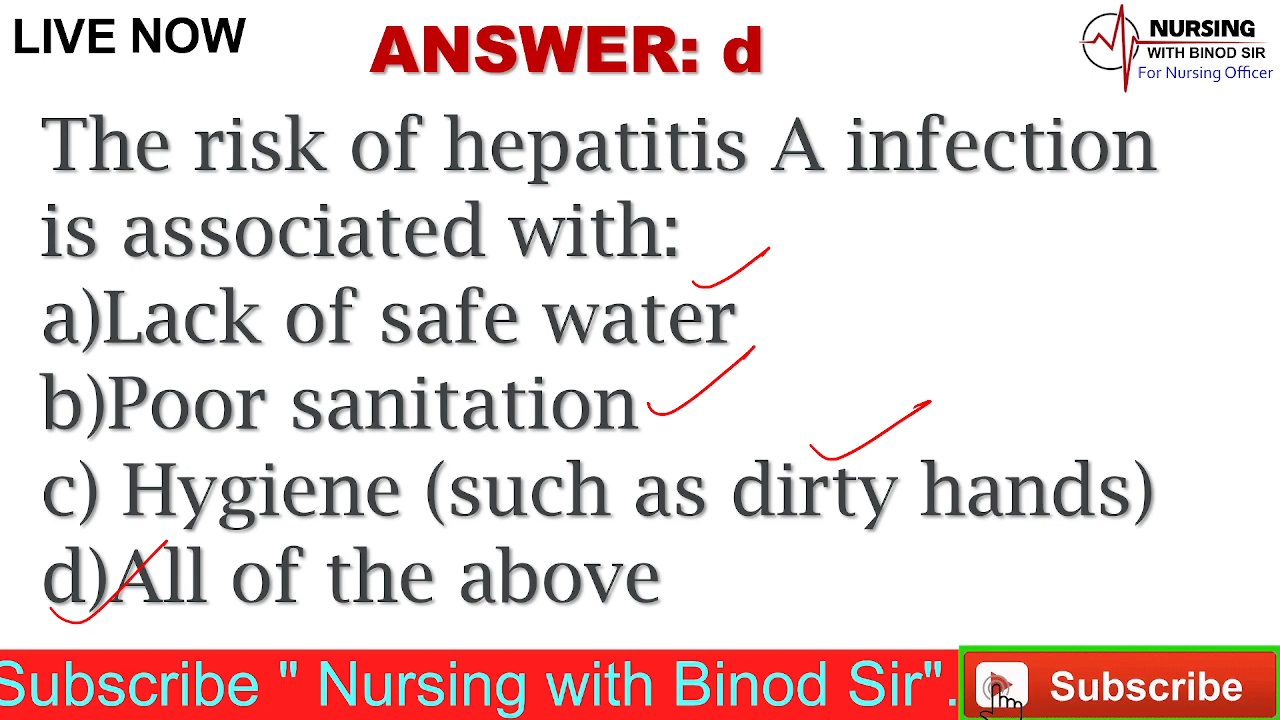 LIVE NOW
ANSWER: d
NURSING
WITH BINOD SIR
For Nursing Officer
The risk of hepatitis A infection
is associated with:
a)Lack of safe water
b)Poor sanitation
c) Hygiene (such as dirty hands)
d)All of the above
Subscribe " Nursing with Binod Sir".
Subscribe